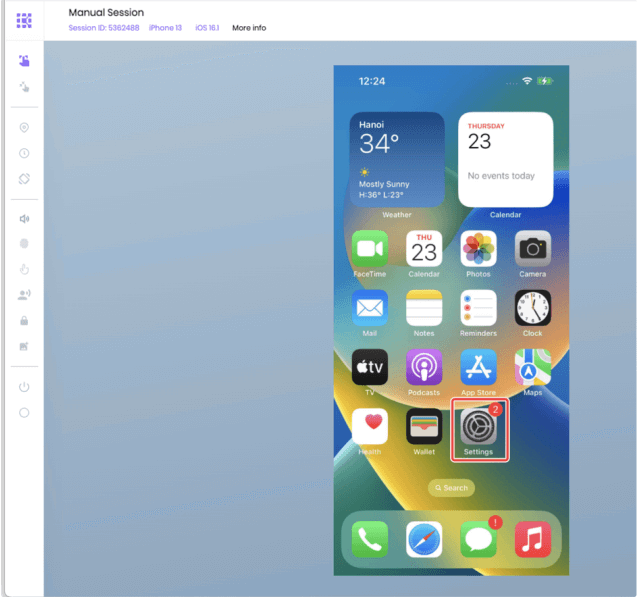 Manual Session
Session ID: 5362488 iPhone 13 iOS 16.1 More info
12:24
Hanoi
34°
Mostly Sunny
H:36° L:23°
Weather
THURSDAY
23
No events today
Calendar
FaceTime
THU
23
Calendar
Photos
Camera
Mail
Notes
Reminders
Clock
tv
TV
Podcasts
App Store
Maps
Health
Wallet
2
Settings
Search
!